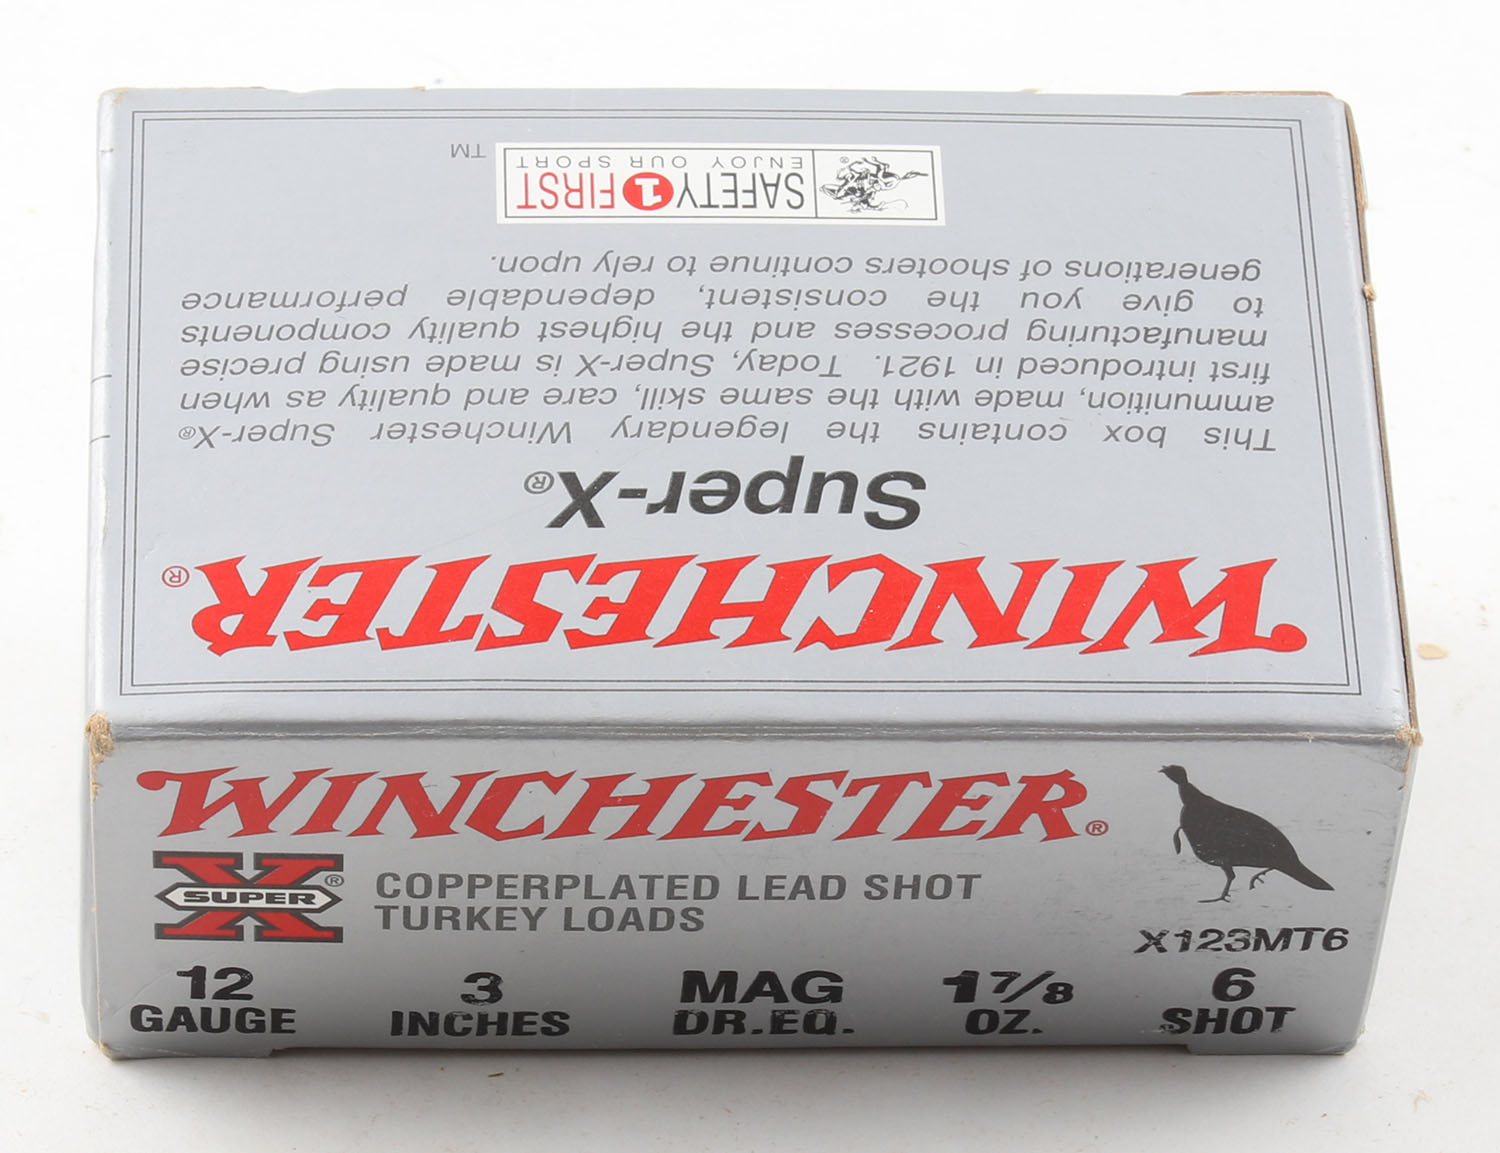 WINCHESTER®
Super-X®
This box contains the legendary Winchester Super-X®
ammunition, made with the same skill, care and quality as when
first introduced in 1921. Today, Super-X is made using precise
manufacturing processes and the highest quality components
to give you the consistent, dependable performance
generations of shooters continue to rely upon.
SAFETY 1 FIRST
ENJOY OUR SPORT ™
WINCHESTER®
X SUPER ®
COPPERPLATED LEAD SHOT
TURKEY LOADS
X123MT6
12 3 MAG 1 7/8 6
GAUGE INCHES DR.EQ. OZ. SHOT